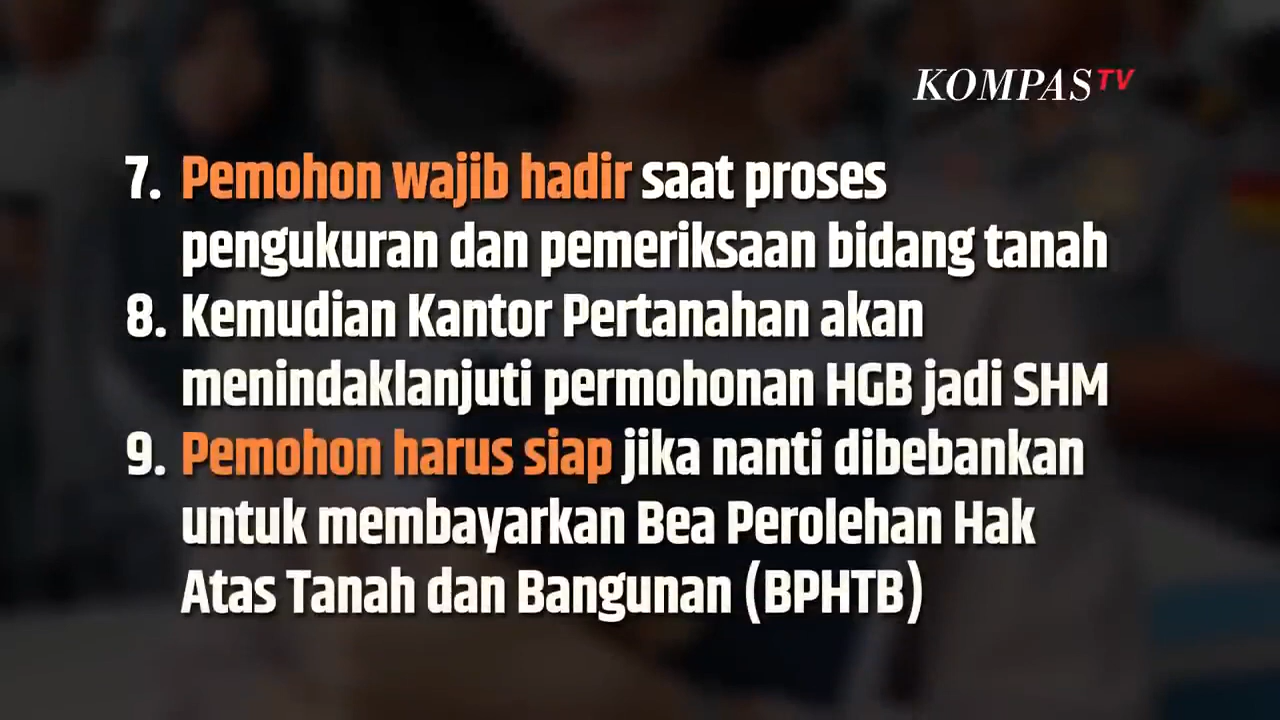 KOMPAS TV
7. Pemohon wajib hadir saat proses
pengukuran dan pemeriksaan bidang tanah
8. Kemudian Kantor Pertanahan akan
menindaklanjuti permohonan HGB jadi SHM
9. Pemohon harus siap jika nanti dibebankan
untuk membayarkan Bea Perolehan Hak
Atas Tanah dan Bangunan (BPHTB)